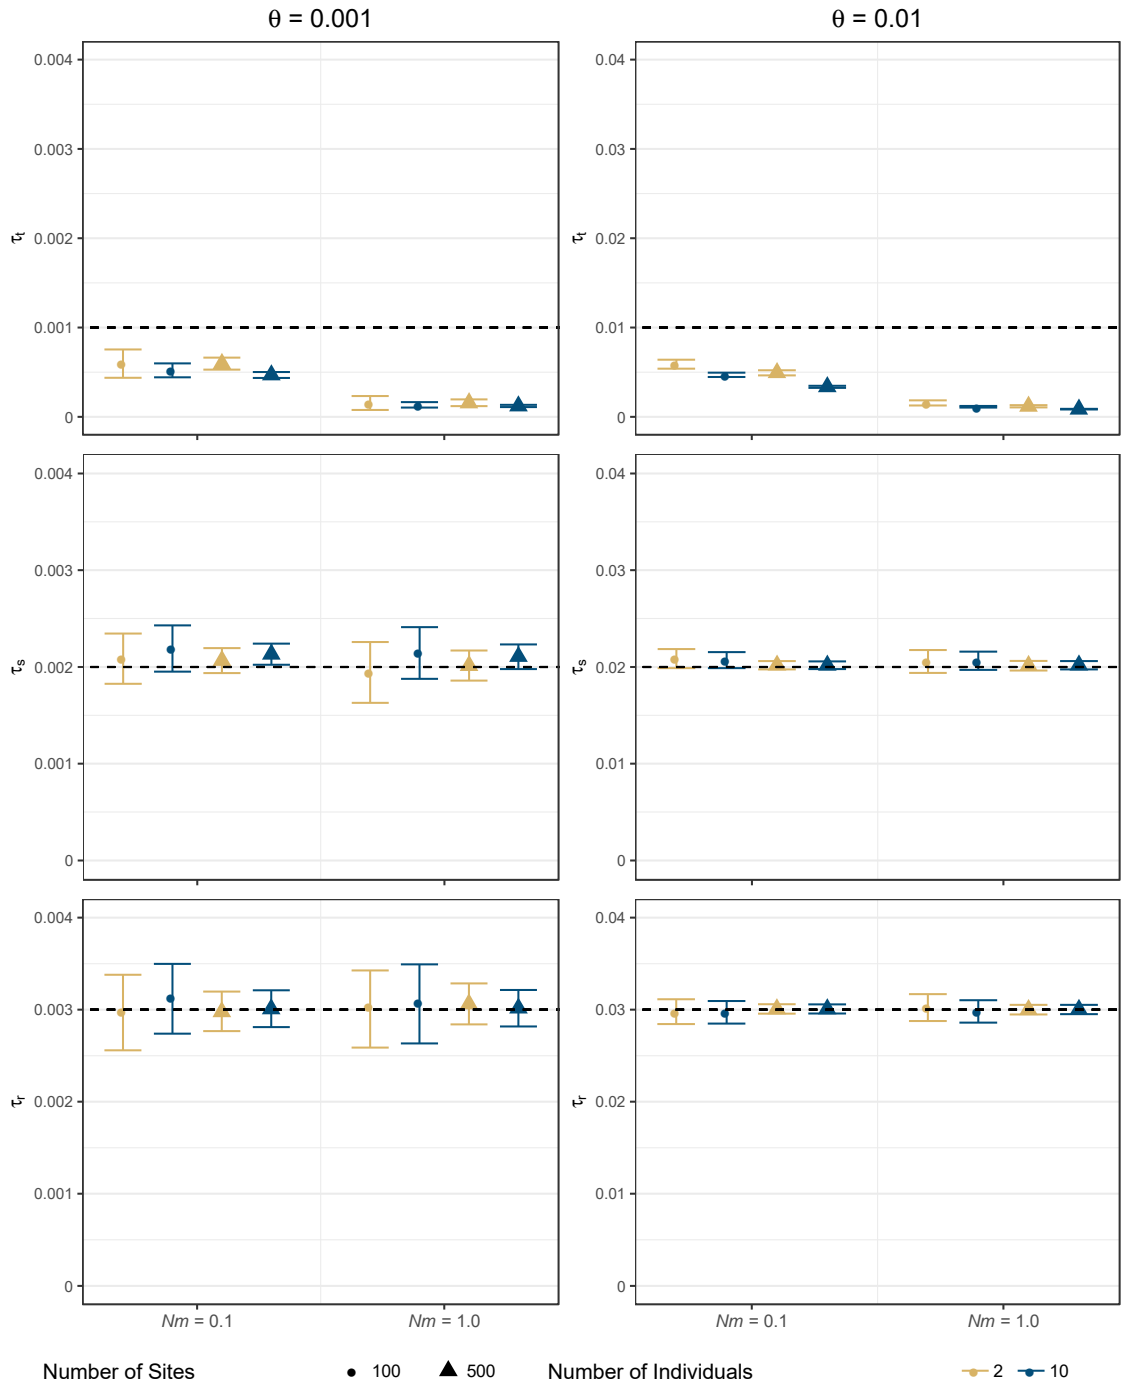 θ = 0.001
θ = 0.01
0.004
0.003
0.002
0.001
0
τt
0.04
0.03
0.02
0.01
0
τt
0.004
0.003
0.002
0.001
0
τs
0.04
0.03
0.02
0.01
0
τs
0.004
0.003
0.002
0.001
0
τr
0.04
0.03
0.02
0.01
0
τr
Nm = 0.1
Nm = 1.0
Nm = 0.1
Nm = 1.0
Number of Sites 100 500 Number of Individuals 2 10